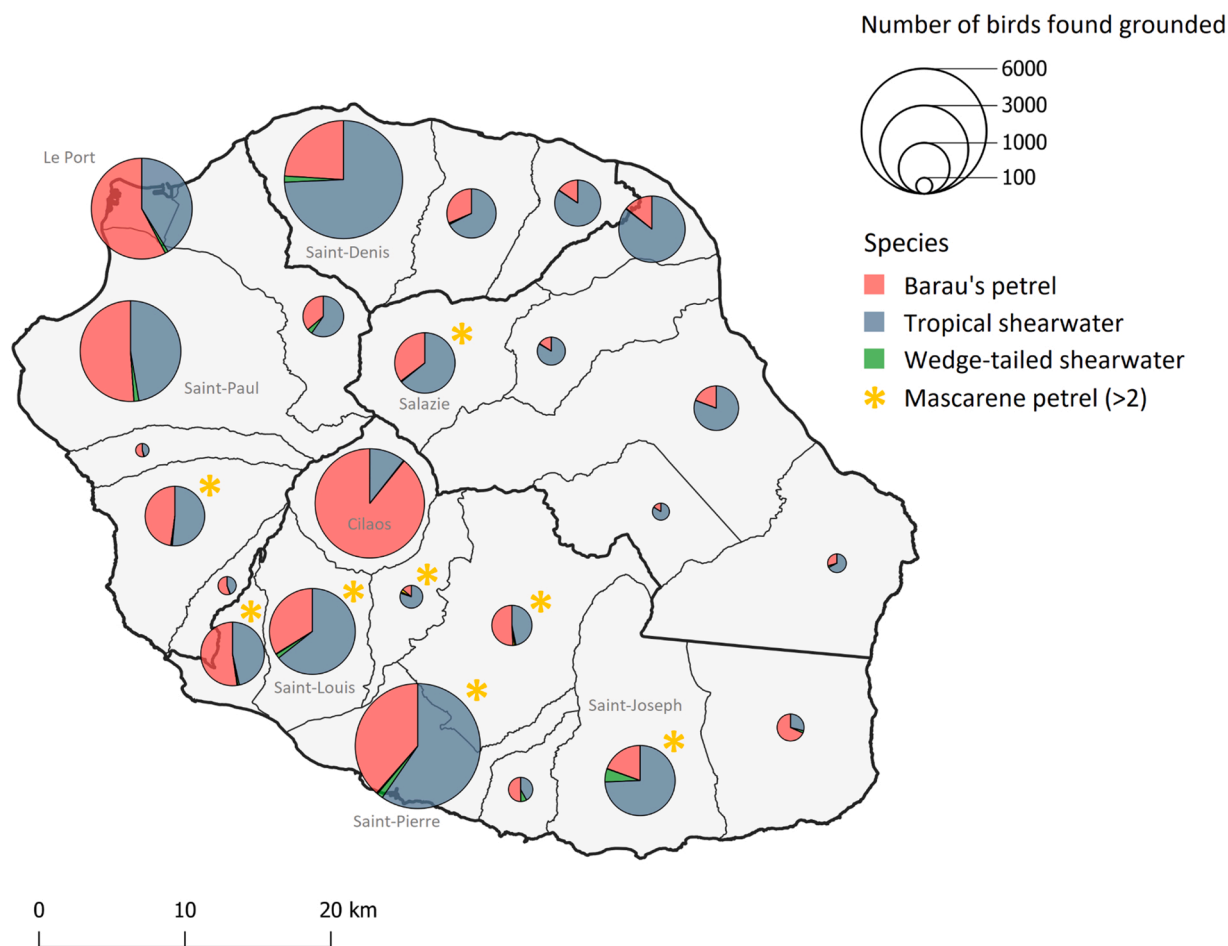 Number of birds found grounded
6000
3000
1000
100
Species
Barau's petrel
Tropical shearwater
Wedge-tailed shearwater
Mascarene petrel (>2)
Le Port
Saint-Denis
Saint-Paul
Salazie
Cilaos
Saint-Louis
Saint-Joseph
Saint-Pierre
0 10 20 km